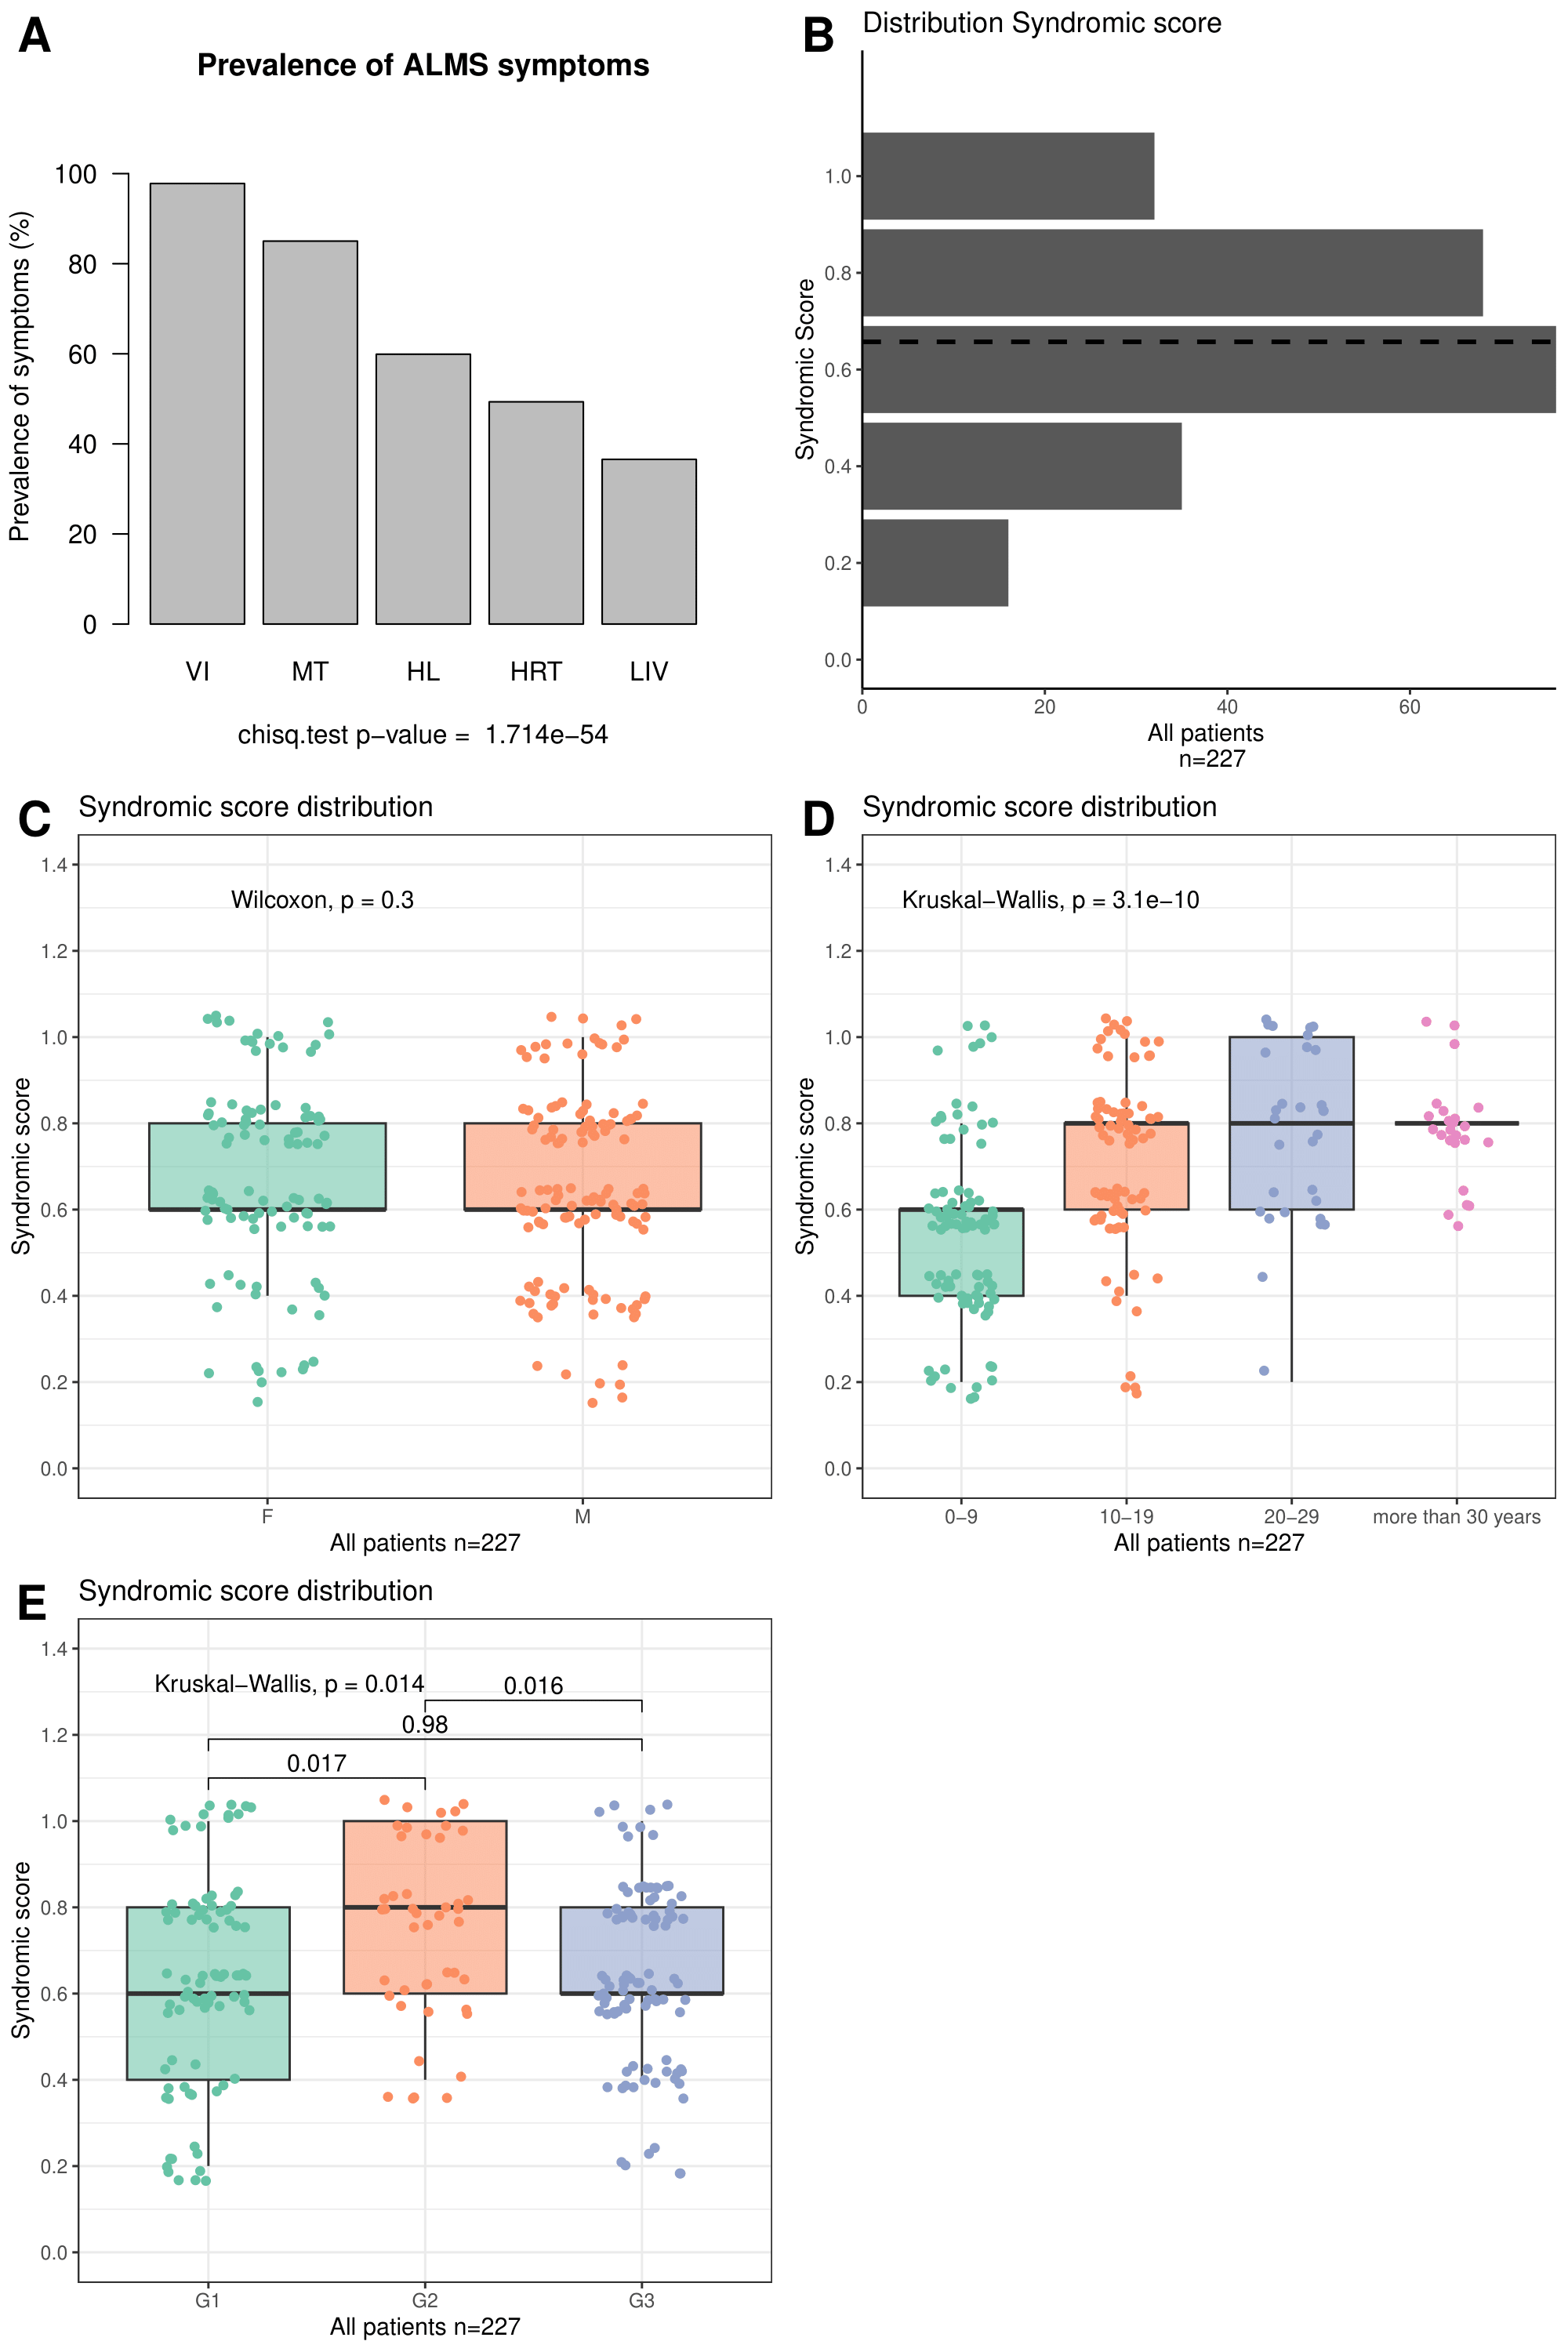 A
Prevalence of ALMS symptoms
Prevalence of symptoms (%)
100
80
60
40
20
0
VI MT HL HRT LIV
chisq.test p−value = 1.714e−54
B
Distribution Syndromic score
Syndromic Score
1.0
0.8
0.6
0.4
0.2
0.0
0 20 40 60
All patients
n=227
C
Syndromic score distribution
Syndromic score
1.4
1.2
1.0
0.8
0.6
0.4
0.2
0.0
Wilcoxon, p = 0.3
F M
All patients n=227
D
Syndromic score distribution
Syndromic score
1.4
1.2
1.0
0.8
0.6
0.4
0.2
0.0
Kruskal−Wallis, p = 3.1e−10
0−9 10−19 20−29 more than 30 years
All patients n=227
E
Syndromic score distribution
Syndromic score
1.4
1.2
1.0
0.8
0.6
0.4
0.2
0.0
Kruskal−Wallis, p = 0.014
0.016
0.98
0.017
G1 G2 G3
All patients n=227